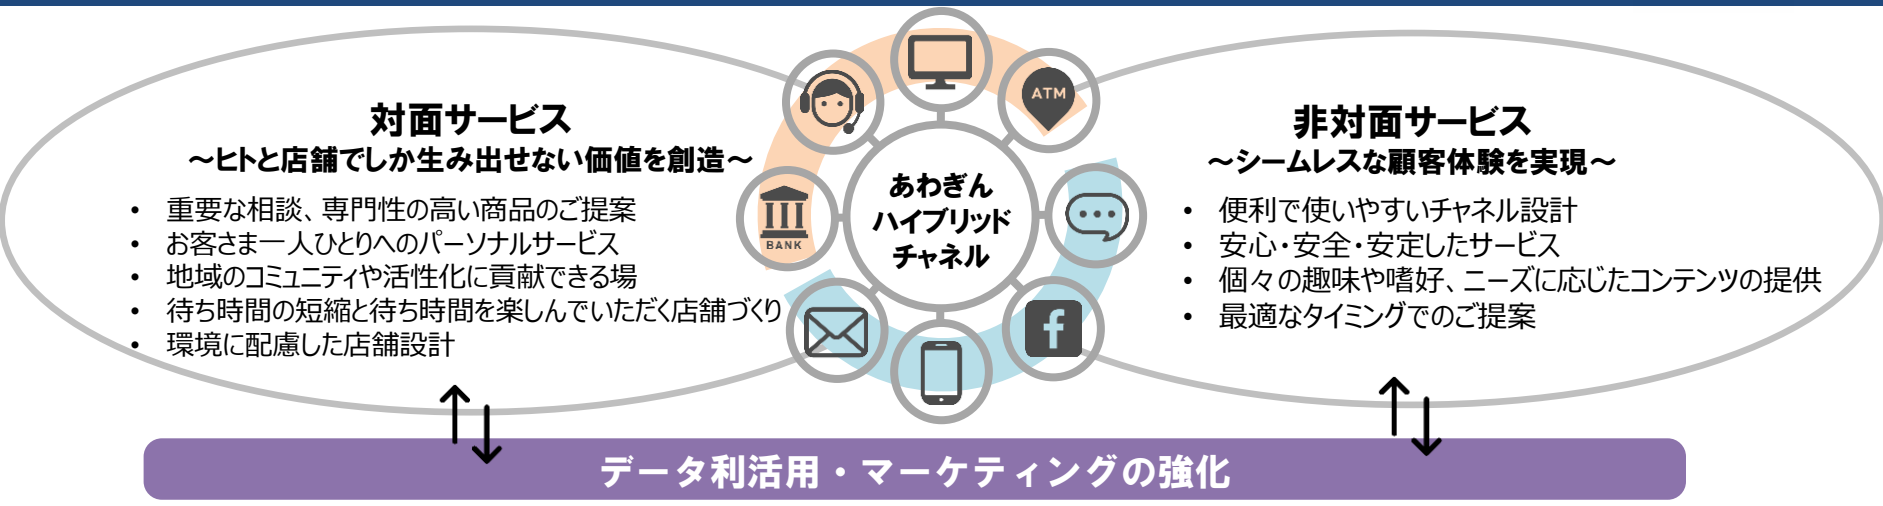 対面サービス
～ヒトと店舗でしか生み出せない価値を創造～
• 重要な相談、専門性の高い商品のご提案
• お客さま一人ひとりへのパーソナルサービス
• 地域のコミュニティや活性化に貢献できる場
• 待ち時間の短縮と待ち時間を楽しんでいただく店舗づくり
• 環境に配慮した店舗設計
ATM
BANK
あわぎん
ハイブリッド
チャネル
f
非対面サービス
～シームレスな顧客体験を実現～
• 便利で使いやすいチャネル設計
• 安心・安全・安定したサービス
• 個々の趣味や嗜好、ニーズに応じたコンテンツの提供
• 最適なタイミングでのご提案
データ利活用・マーケティングの強化